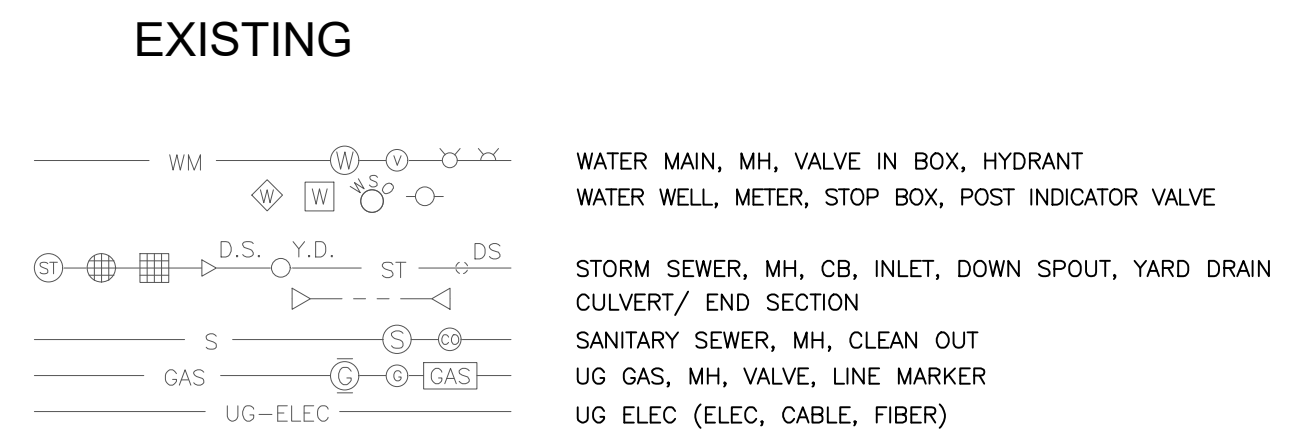 EXISTING
WM W V WATER MAIN, MH, VALVE IN BOX, HYDRANT
W W WSO WATER WELL, METER, STOP BOX, POST INDICATOR VALVE
ST D.S. Y.D. ST DS STORM SEWER, MH, CB, INLET, DOWN SPOUT, YARD DRAIN
CULVERT/ END SECTION
S S CO SANITARY SEWER, MH, CLEAN OUT
GAS G G GAS UG GAS, MH, VALVE, LINE MARKER
UG-ELEC UG ELEC (ELEC, CABLE, FIBER)